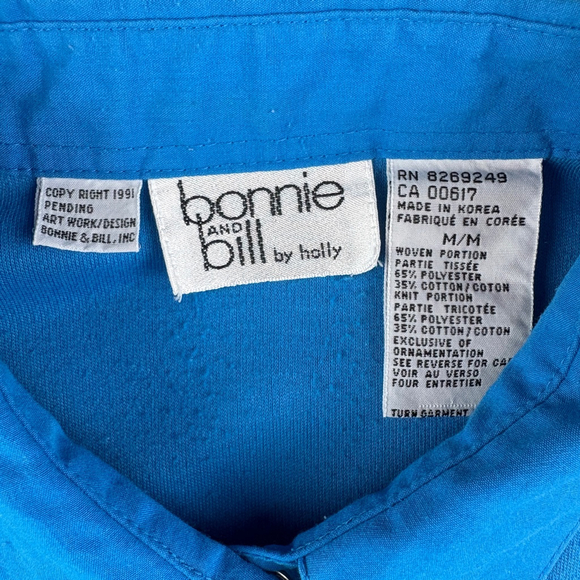 COPY RIGHT 1991
PENDING
ART WORK/DESIGN
BONNIE & BILL, INC
bonnie
AND
bill by holly
RN 8269249
CA 00617
MADE IN KOREA
FABRIQUÉ EN CORÉE
M/M
WOVEN PORTION
PARTIE TISSÉE
65% POLYESTER
35% COTTON/COTON
KNIT PORTION
PARTIE TRICOTÉE
65% POLYESTER
35% COTTON/COTON
EXCLUSIVE OF
ORNAMENTATION
SEE REVERSE FOR CA
VOIR AU VERSO
FOUR ENTRETIEN
TURN GARMENT